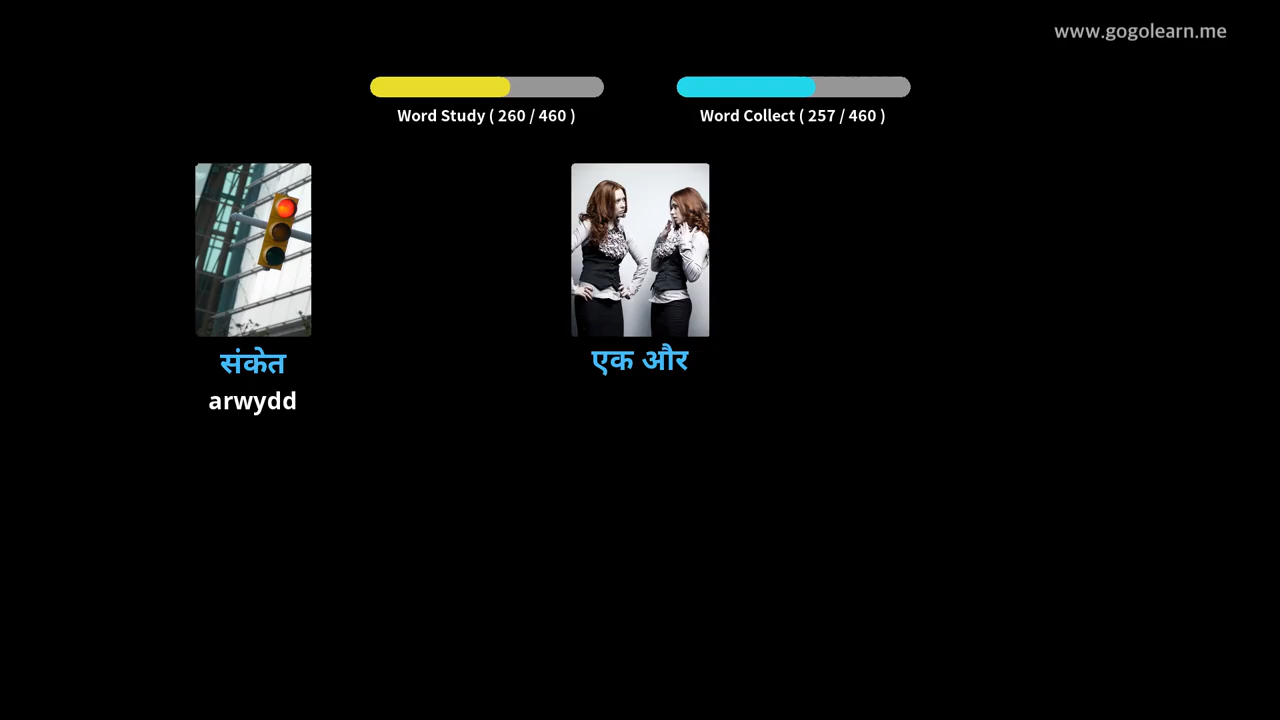 www.gogolearn.me
Word Study ( 260 / 460 )
Word Collect ( 257 / 460 )
संकेत
arwydd
एक और